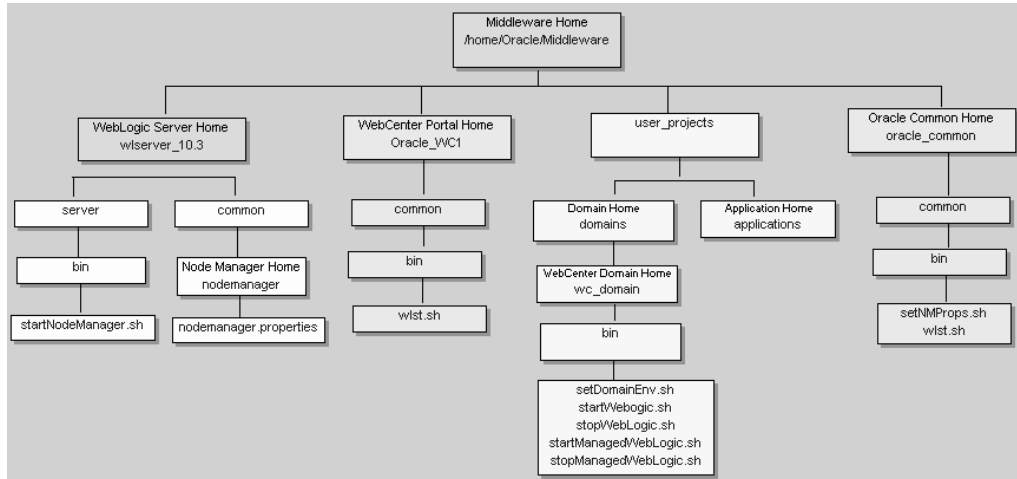 Middleware Home
/home/Oracle/Middleware
WebLogic Server Home
wlserver_10.3
WebCenter Portal Home
Oracle_WC1
user_projects
Oracle Common Home
oracle_common
server
common
common
Domain Home
domains
Application Home
applications
common
bin
Node Manager Home
nodemanager
bin
WebCenter Domain Home
wc_domain
bin
startNodeManager.sh
nodemanager.properties
wlst.sh
bin
setNMProps.sh
wlst.sh
setDomainEnv.sh
startWebogic.sh
stopWebLogic.sh
startManagedWebLogic.sh
stopManagedWebLogic.sh